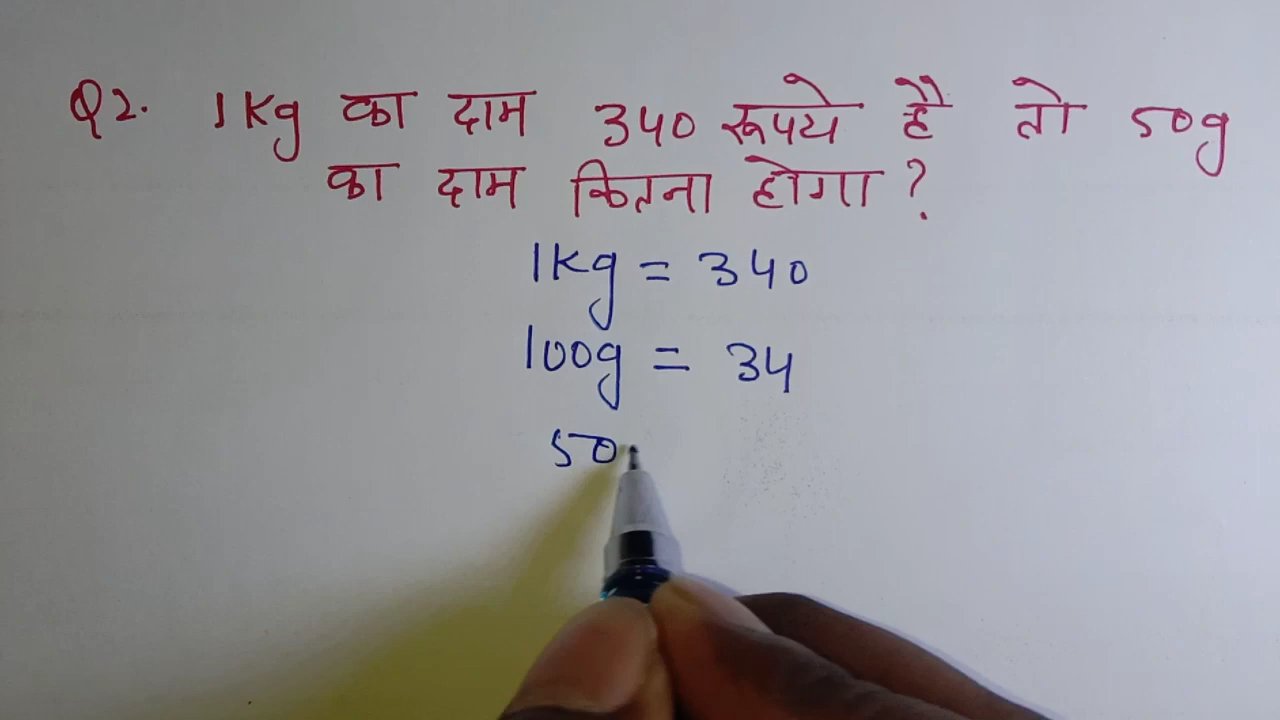 Q2. 1Kg का दाम 340 रूपये है तो 50g
का दाम कितना होगा?
1kg = 340
100g = 34
50